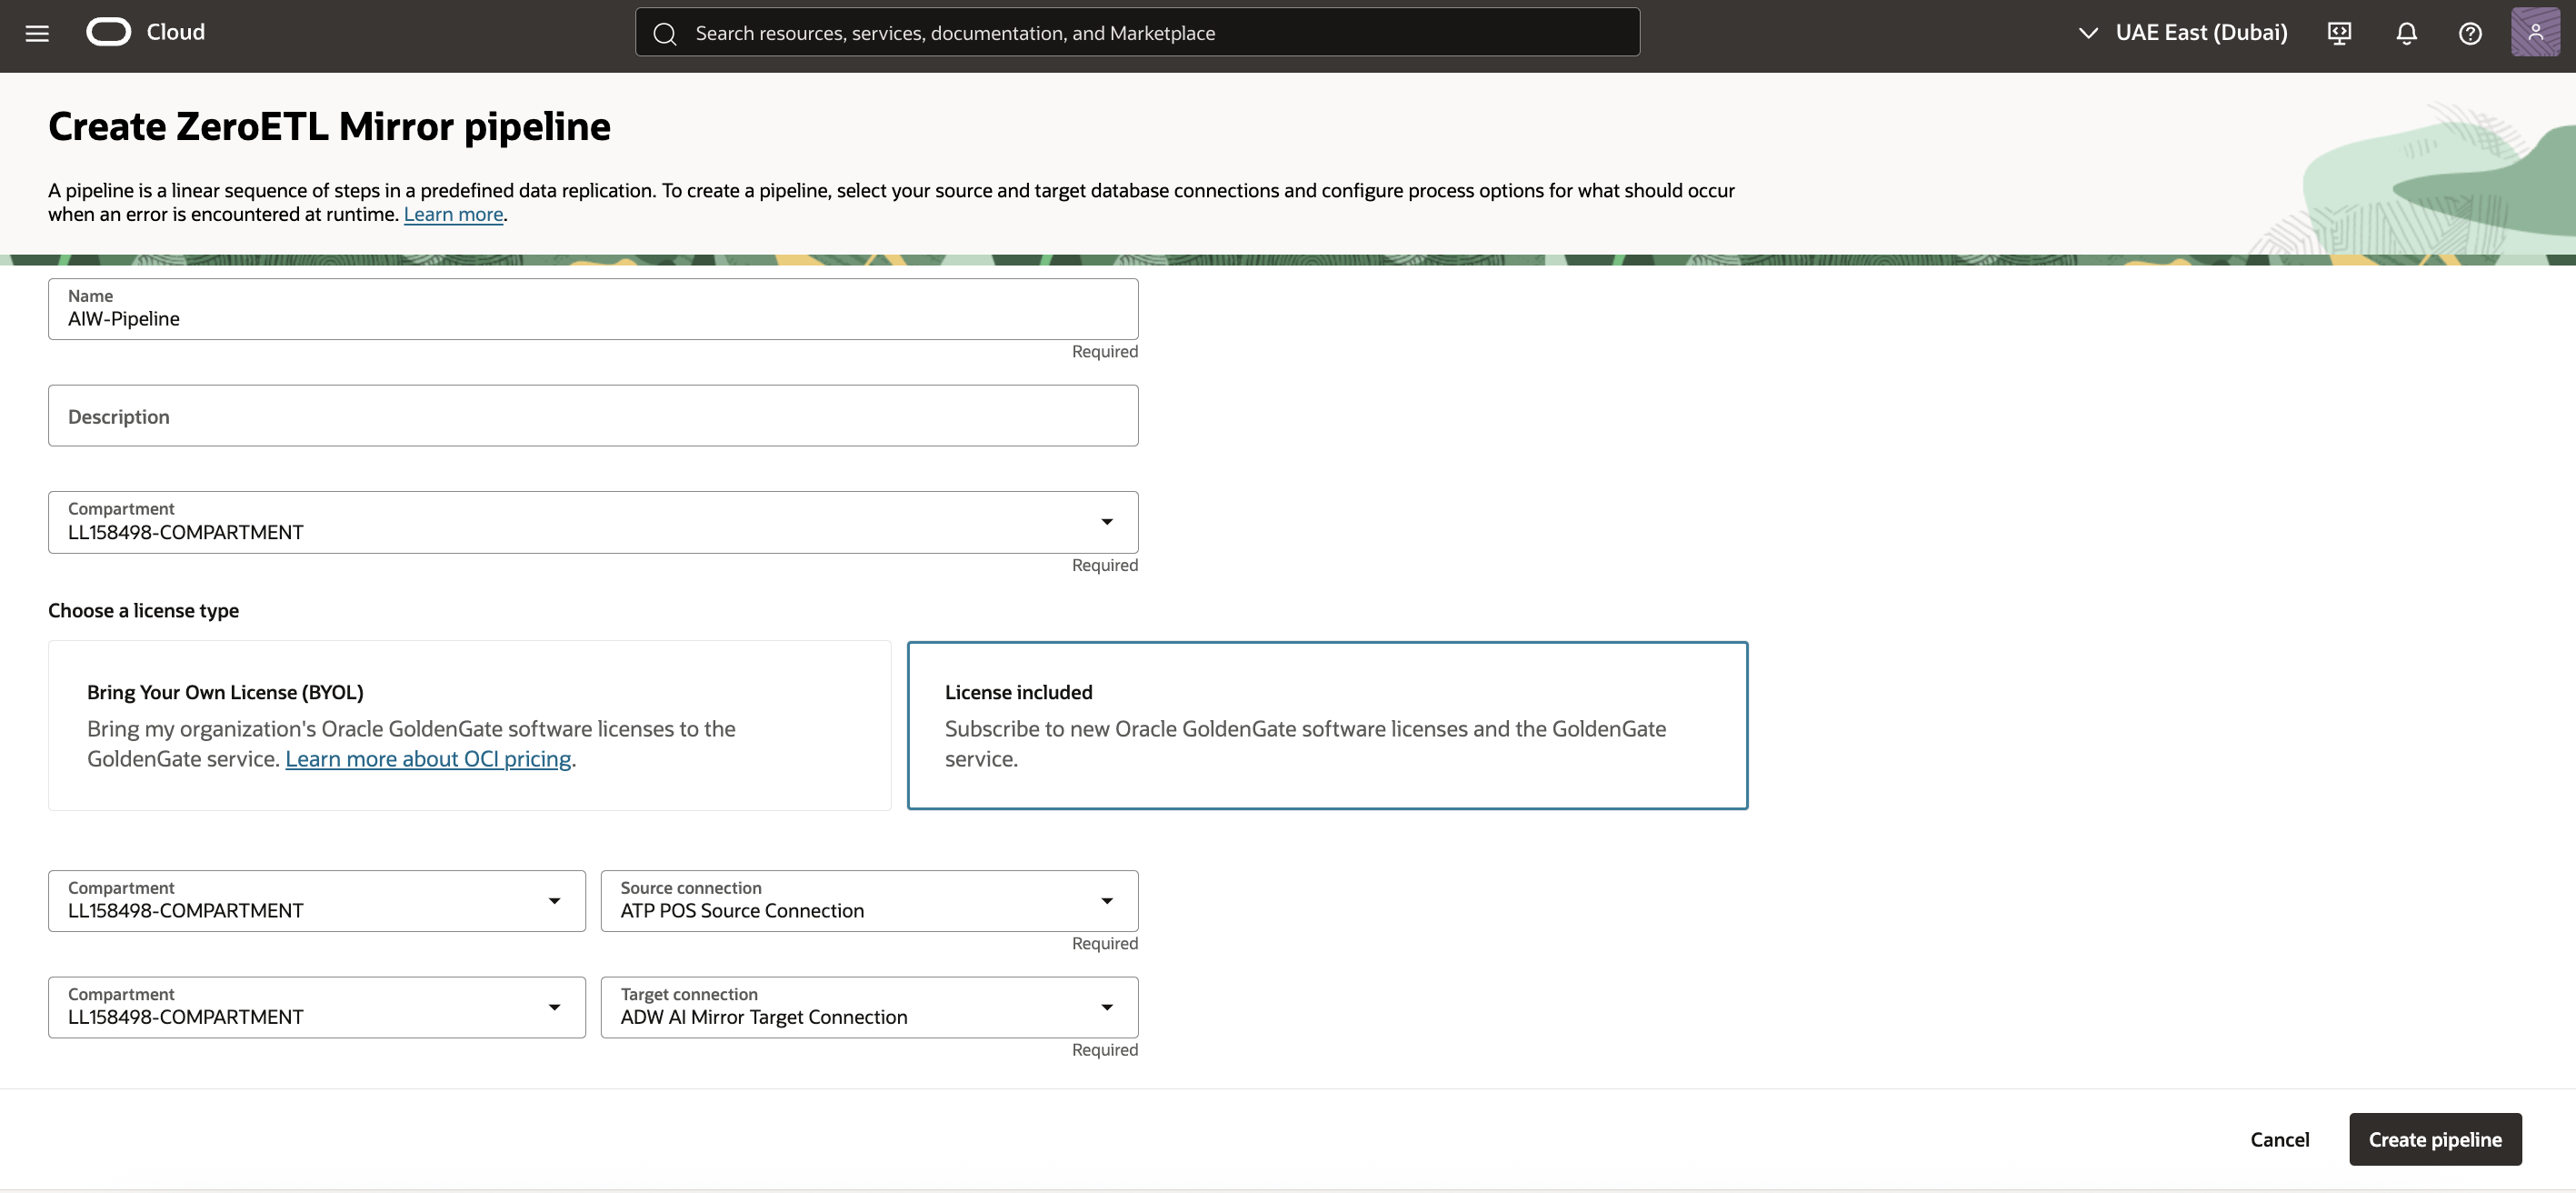 Cloud
Search resources, services, documentation, and Marketplace
UAE East (Dubai)
Create ZeroETL Mirror pipeline
A pipeline is a linear sequence of steps in a predefined data replication. To create a pipeline, select your source and target database connections and configure process options for what should occur
when an error is encountered at runtime. Learn more.
Name
AIW-Pipeline
Required
Description
Compartment
LL158498-COMPARTMENT
Required
Choose a license type
Bring Your Own License (BYOL)
Bring my organization's Oracle GoldenGate software licenses to the
GoldenGate service. Learn more about OCI pricing.
License included
Subscribe to new Oracle GoldenGate software licenses and the GoldenGate
service.
Compartment
LL158498-COMPARTMENT
Source connection
ATP POS Source Connection
Required
Compartment
LL158498-COMPARTMENT
Target connection
ADW AI Mirror Target Connection
Required
Cancel
Create pipeline